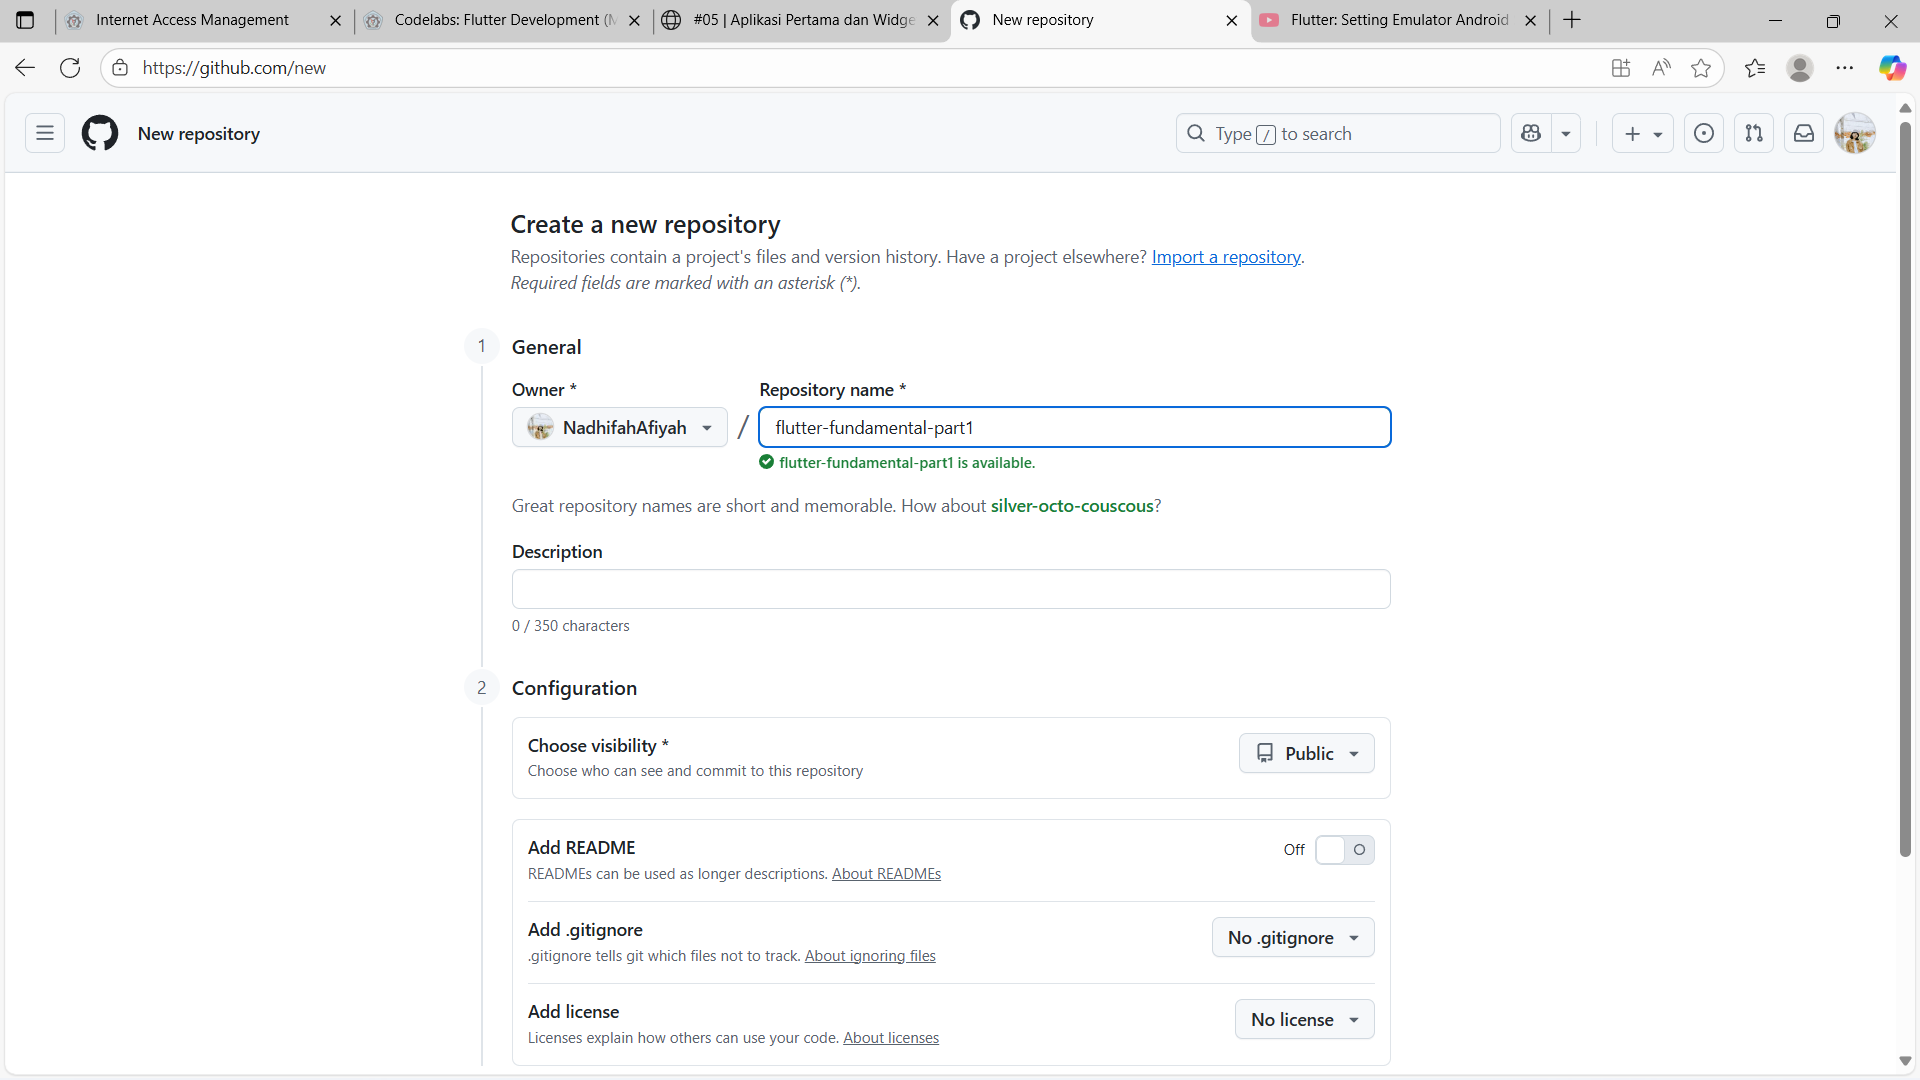 Internet Access Management
Codelabs: Flutter Development (M
#05 | Aplikasi Pertama dan Widge
New repository
Flutter: Setting Emulator Android
https://github.com/new
New repository
Type / to search
Create a new repository
Repositories contain a project's files and version history. Have a project elsewhere? Import a repository.
Required fields are marked with an asterisk (*).
1
General
Owner *
Repository name *
NadhifahAfiyah
/
flutter-fundamental-part1
flutter-fundamental-part1 is available.
Great repository names are short and memorable. How about silver-octo-couscous?
Description
0 / 350 characters
2
Configuration
Choose visibility *
Choose who can see and commit to this repository
Public
Add README
READMEs can be used as longer descriptions. About READMEs
Off
Add .gitignore
.gitignore tells git which files not to track. About ignoring files
No .gitignore
Add license
Licenses explain how others can use your code. About licenses
No license